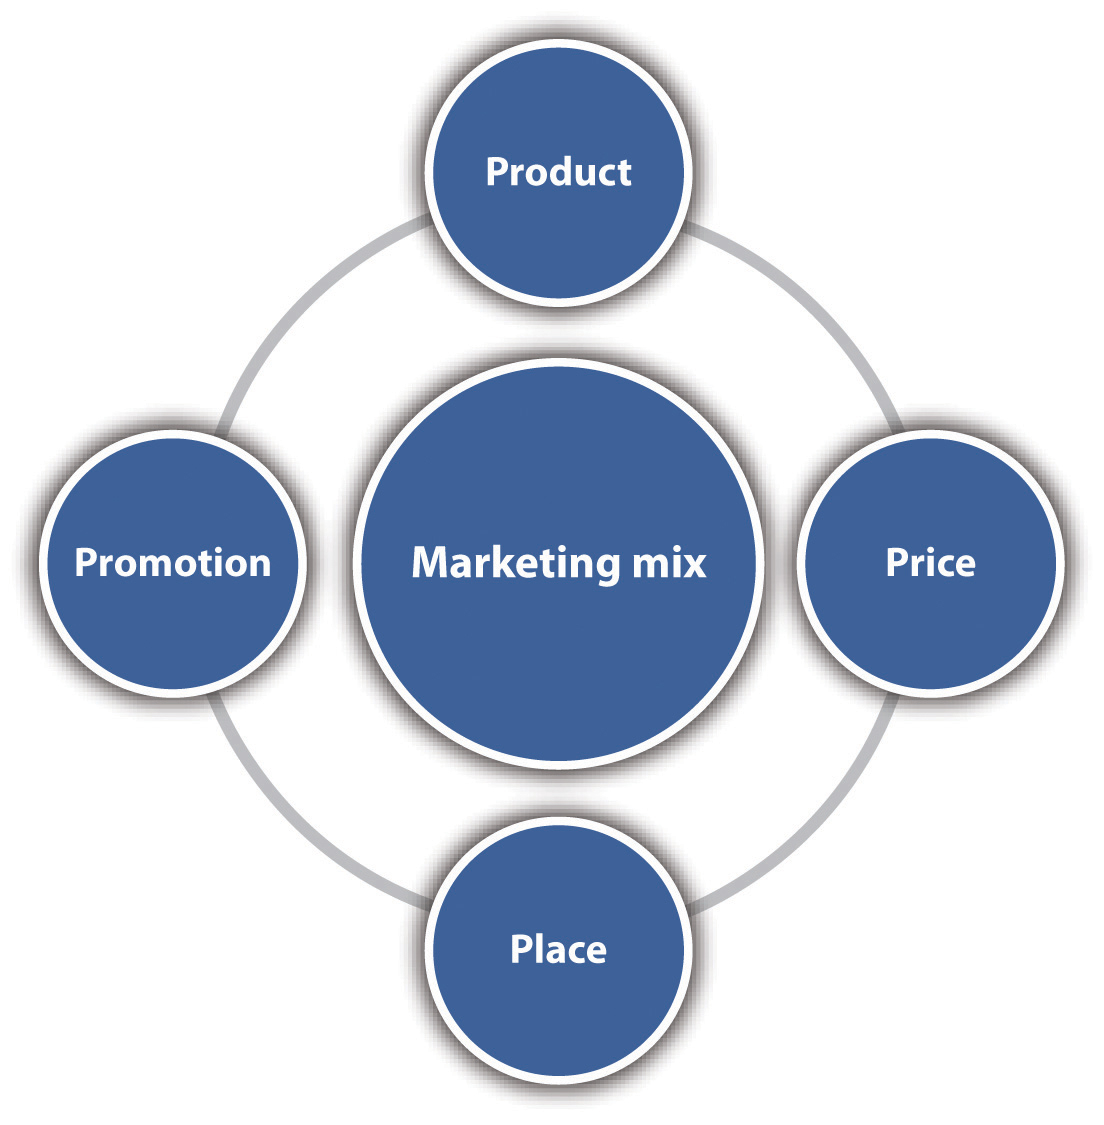 Product
Promotion
Marketing mix
Price
Place